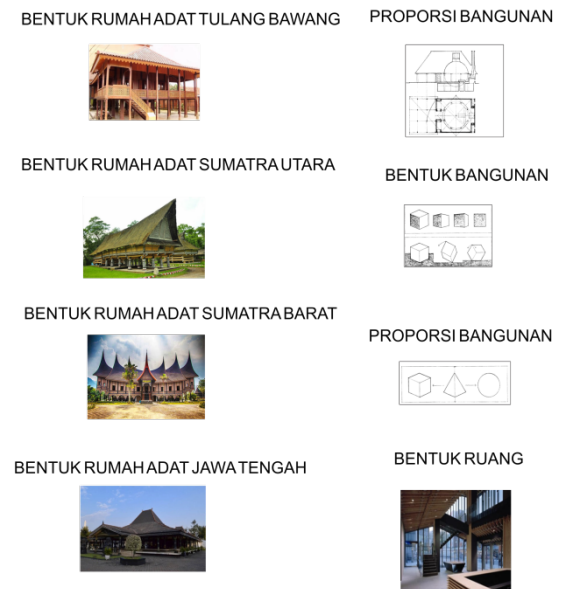 BENTUK RUMAH ADAT TULANG BAWANG
PROPORSI BANGUNAN
BENTUK RUMAH ADAT SUMATRA UTARA
BENTUK BANGUNAN
BENTUK RUMAH ADAT SUMATRA BARAT
PROPORSI BANGUNAN
BENTUK RUMAH ADAT JAWA TENGAH
BENTUK RUANG